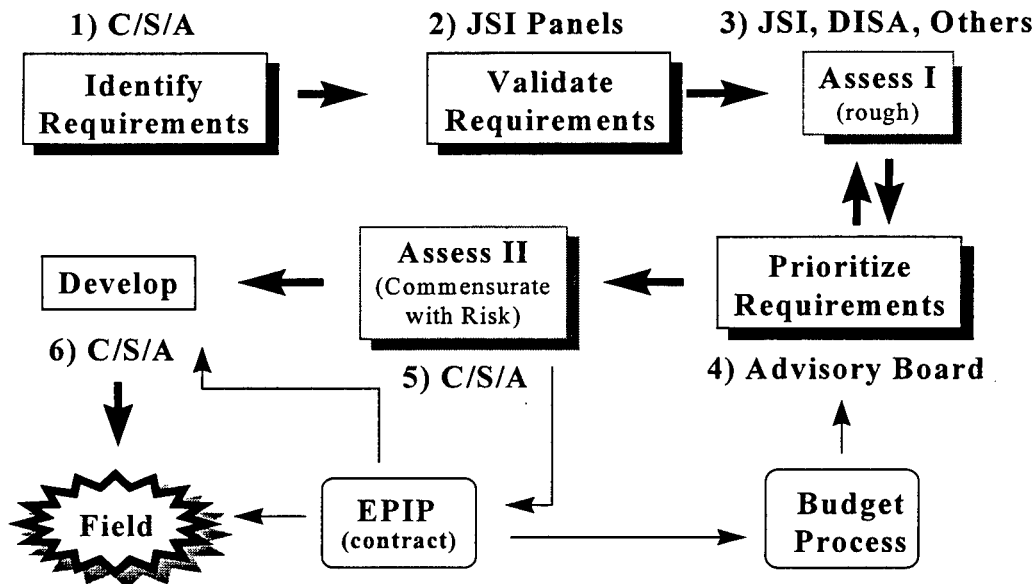 1) C/S/A
Identify
Requirements
2) JSI Panels
Validate
Requirements
3) JSI, DISA, Others
Assess I
(rough)
Prioritize
Requirements
4) Advisory Board
Assess II
(Commensurate
with Risk)
5) C/S/A
Develop
6) C/S/A
Field
EPIP
(contract)
Budget
Process